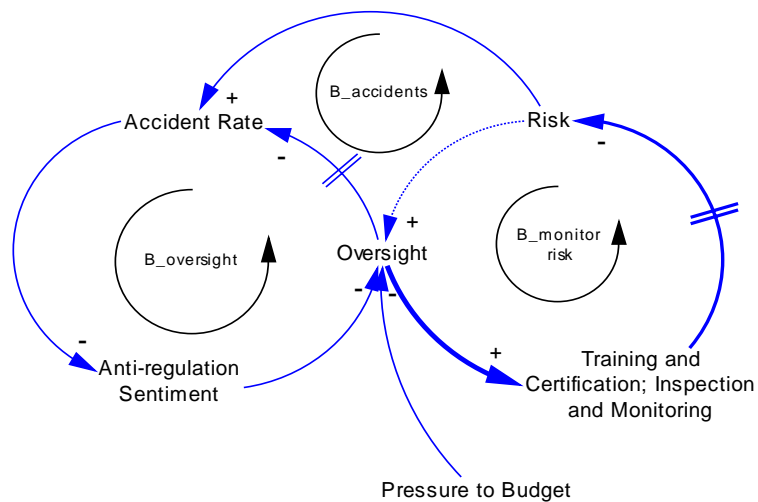 B_accidents
+
Accident Rate
Risk
-
-
+
B_oversight
Oversight
B_monitor
risk
-
-
-
+
Anti-regulation
Sentiment
Training and
Certification; Inspection
and Monitoring
Pressure to Budget